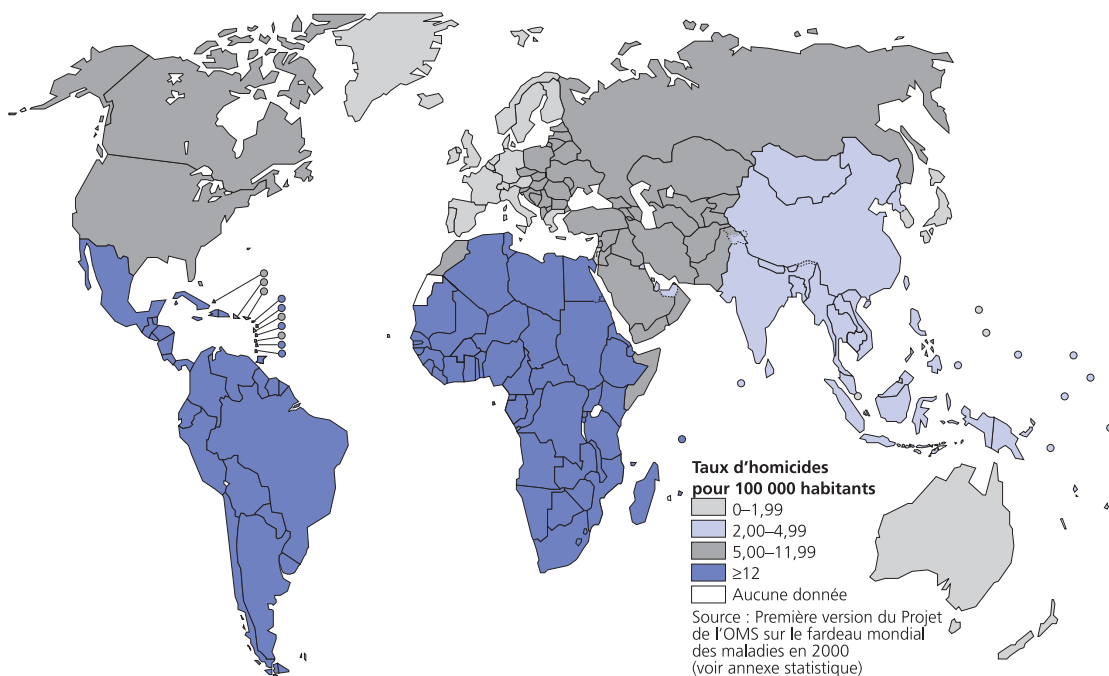 Taux d'homicides
pour 100 000 habitants
0–1,99
2,00–4,99
5,00–11,99
≥12
Aucune donnée
Source : Première version du Projet
de l'OMS sur le fardeau mondial
des maladies en 2000
(voir annexe statistique)